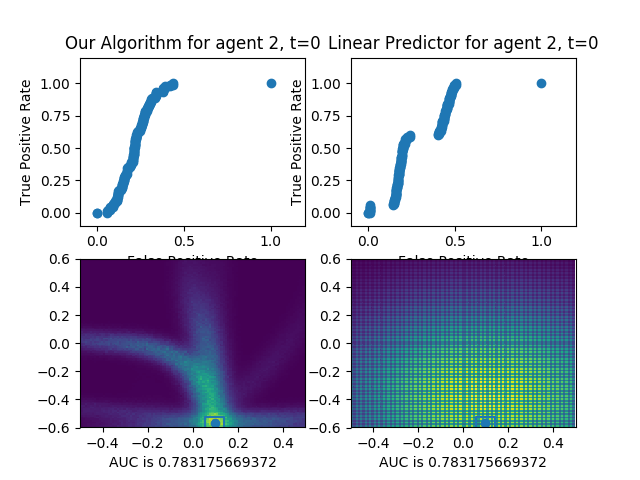 Our Algorithm for agent 2, t=0 Linear Predictor for agent 2, t=0
True Positive Rate
1.00
0.75
0.50
0.25
0.00
0.0 0.5 1.0
False Positive Rate
True Positive Rate
1.00
0.75
0.50
0.25
0.00
0.0 0.5 1.0
False Positive Rate
0.6
0.4
0.2
0.0
−0.2
−0.4
−0.6
−0.4 −0.2 0.0 0.2 0.4
AUC is 0.783175669372
0.6
0.4
0.2
0.0
−0.2
−0.4
−0.6
−0.4 −0.2 0.0 0.2 0.4
AUC is 0.783175669372